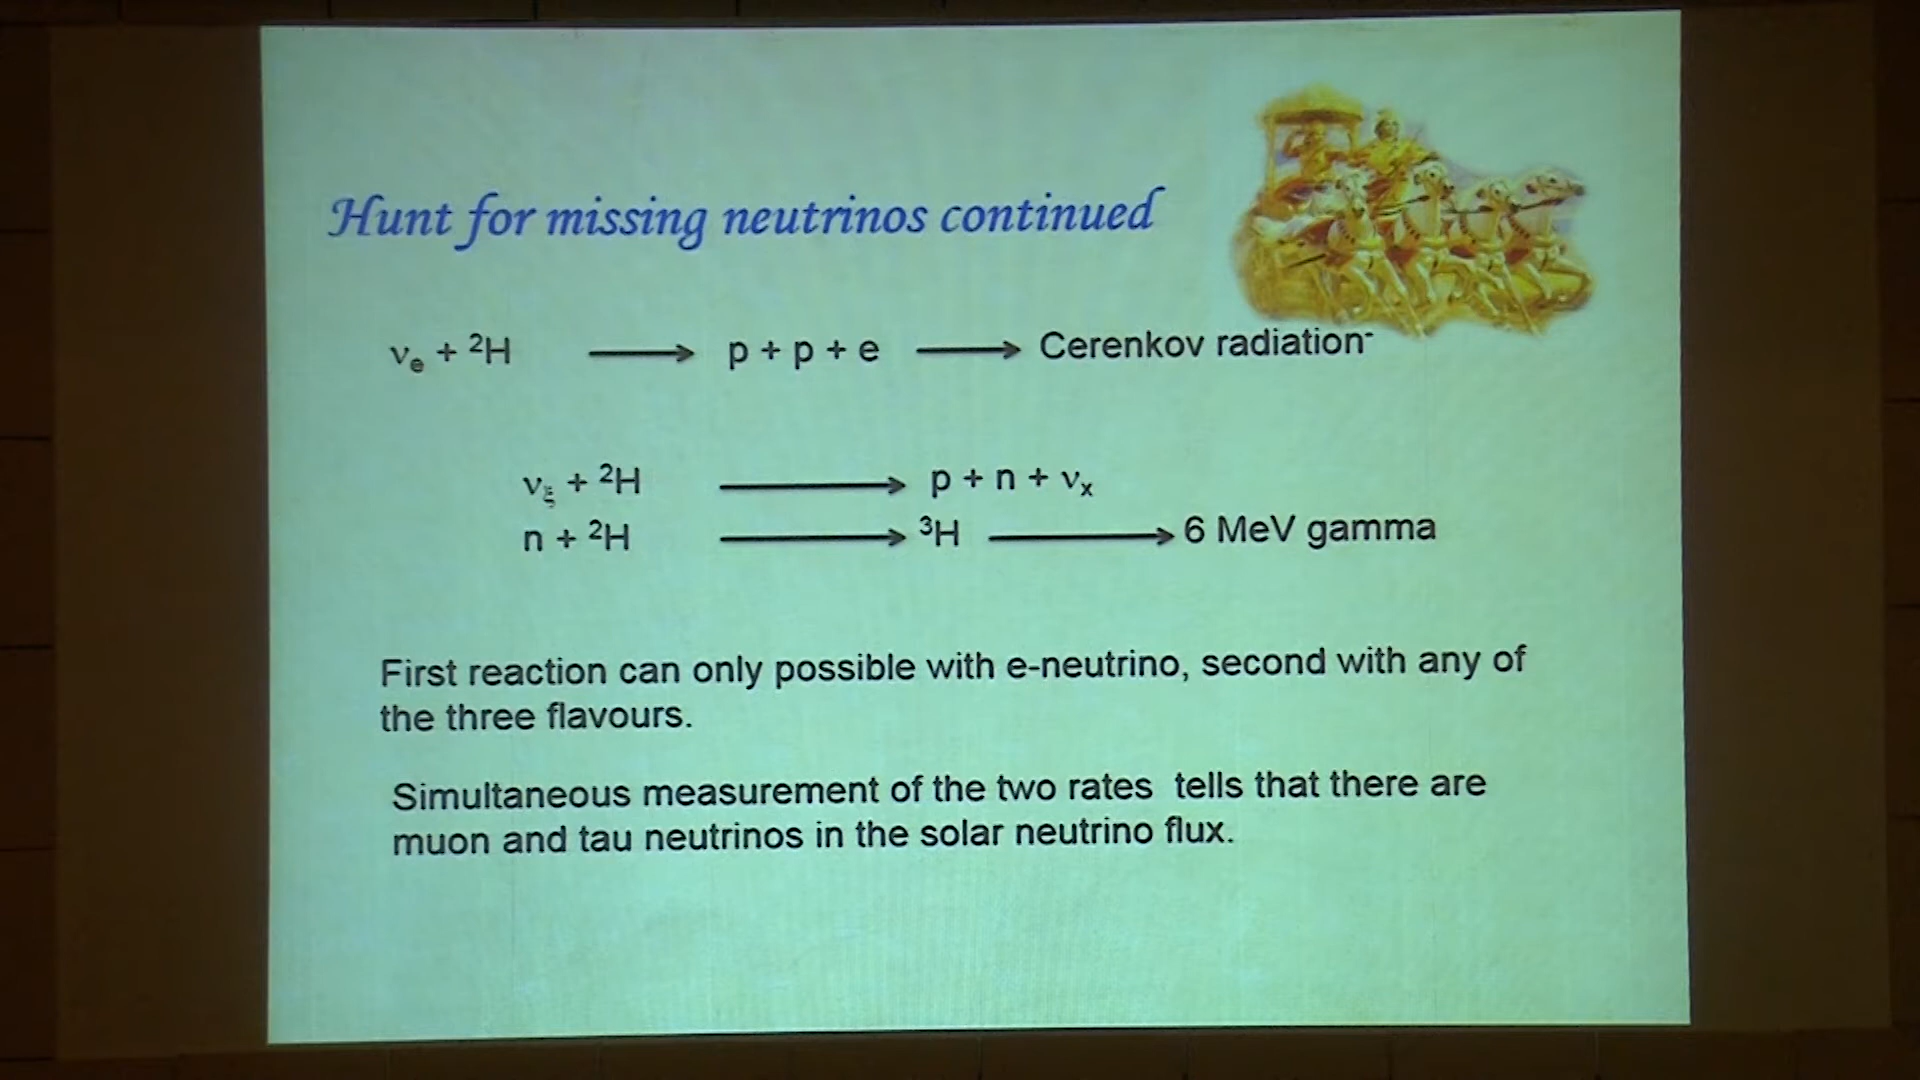 Hunt for missing neutrinos continued
νe + ²H ⟶ p + p + e ⟶ Cerenkov radiation⁻
νξ + ²H ⟶ p + n + νx
n + ²H ⟶ ³H ⟶ 6 MeV gamma
First reaction can only possible with e-neutrino, second with any of
the three flavours.
Simultaneous measurement of the two rates tells that there are
muon and tau neutrinos in the solar neutrino flux.